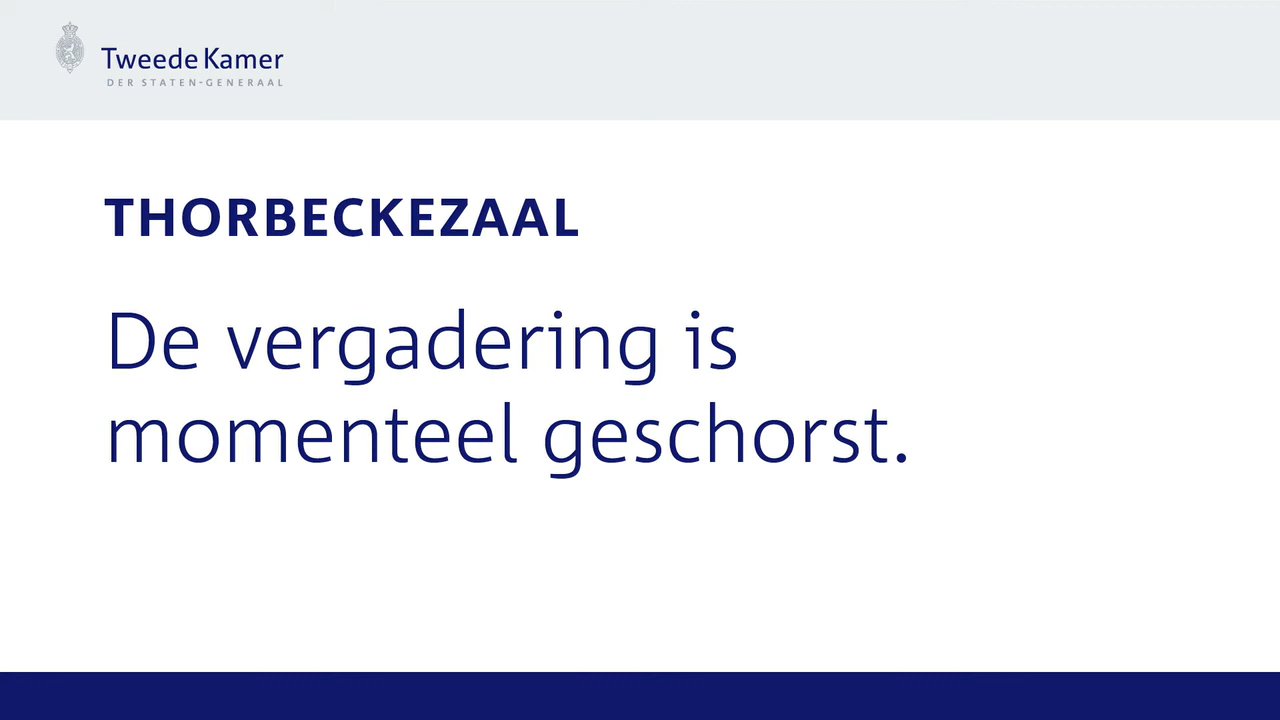 Tweede Kamer
DER STATEN-GENERAAL
THORBECKEZAAL
De vergadering is
momenteel geschorst.